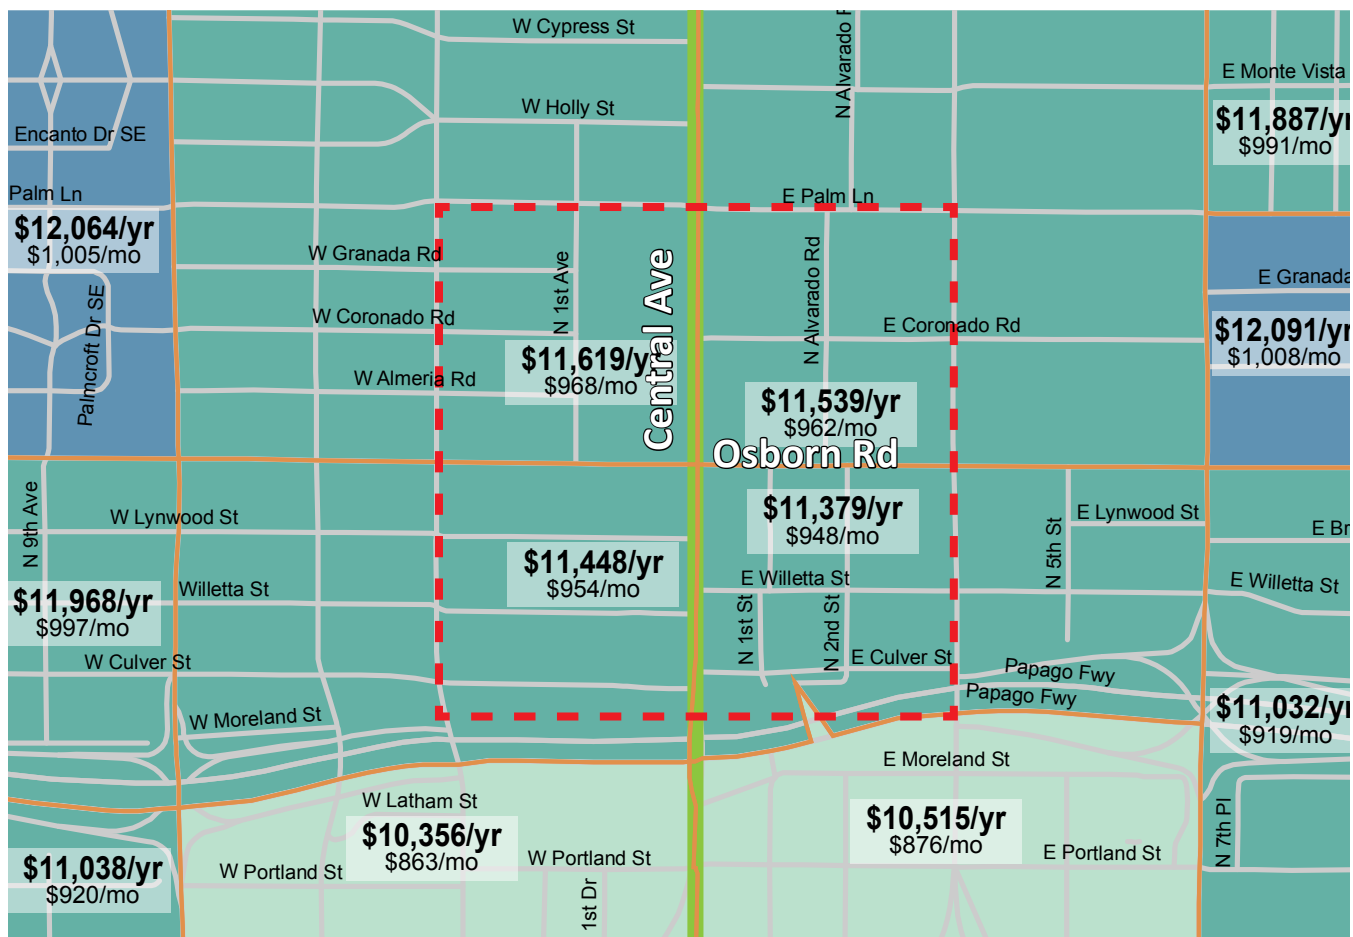 W Cypress St
N Alvarado R
E Monte Vista
W Holly St
$11,887/yr
$991/mo
Encanto Dr SE
Palm Ln
E Palm Ln
$12,064/yr
$1,005/mo
W Granada Rd
N 1st Ave
Central Ave
N Alvarado Rd
E Granada
Palmcroft Dr SE
W Coronado Rd
E Coronado Rd
$12,091/yr
$1,008/mo
$11,619/yr
$968/mo
W Almeria Rd
$11,539/yr
$962/mo
Osborn Rd
N 9th Ave
W Lynwood St
$11,379/yr
$948/mo
E Lynwood St
N 5th St
E Br
$11,448/yr
$954/mo
E Willetta St
E Willetta St
Willetta St
$11,968/yr
$997/mo
N 1st St
N 2nd St
W Culver St
E Culver St
Papago Fwy
Papago Fwy
W Moreland St
$11,032/yr
$919/mo
E Moreland St
W Latham St
$10,356/yr
$863/mo
$10,515/yr
$876/mo
N 7th Pl
$11,038/yr
$920/mo
W Portland St
W Portland St
E Portland St
1st Dr